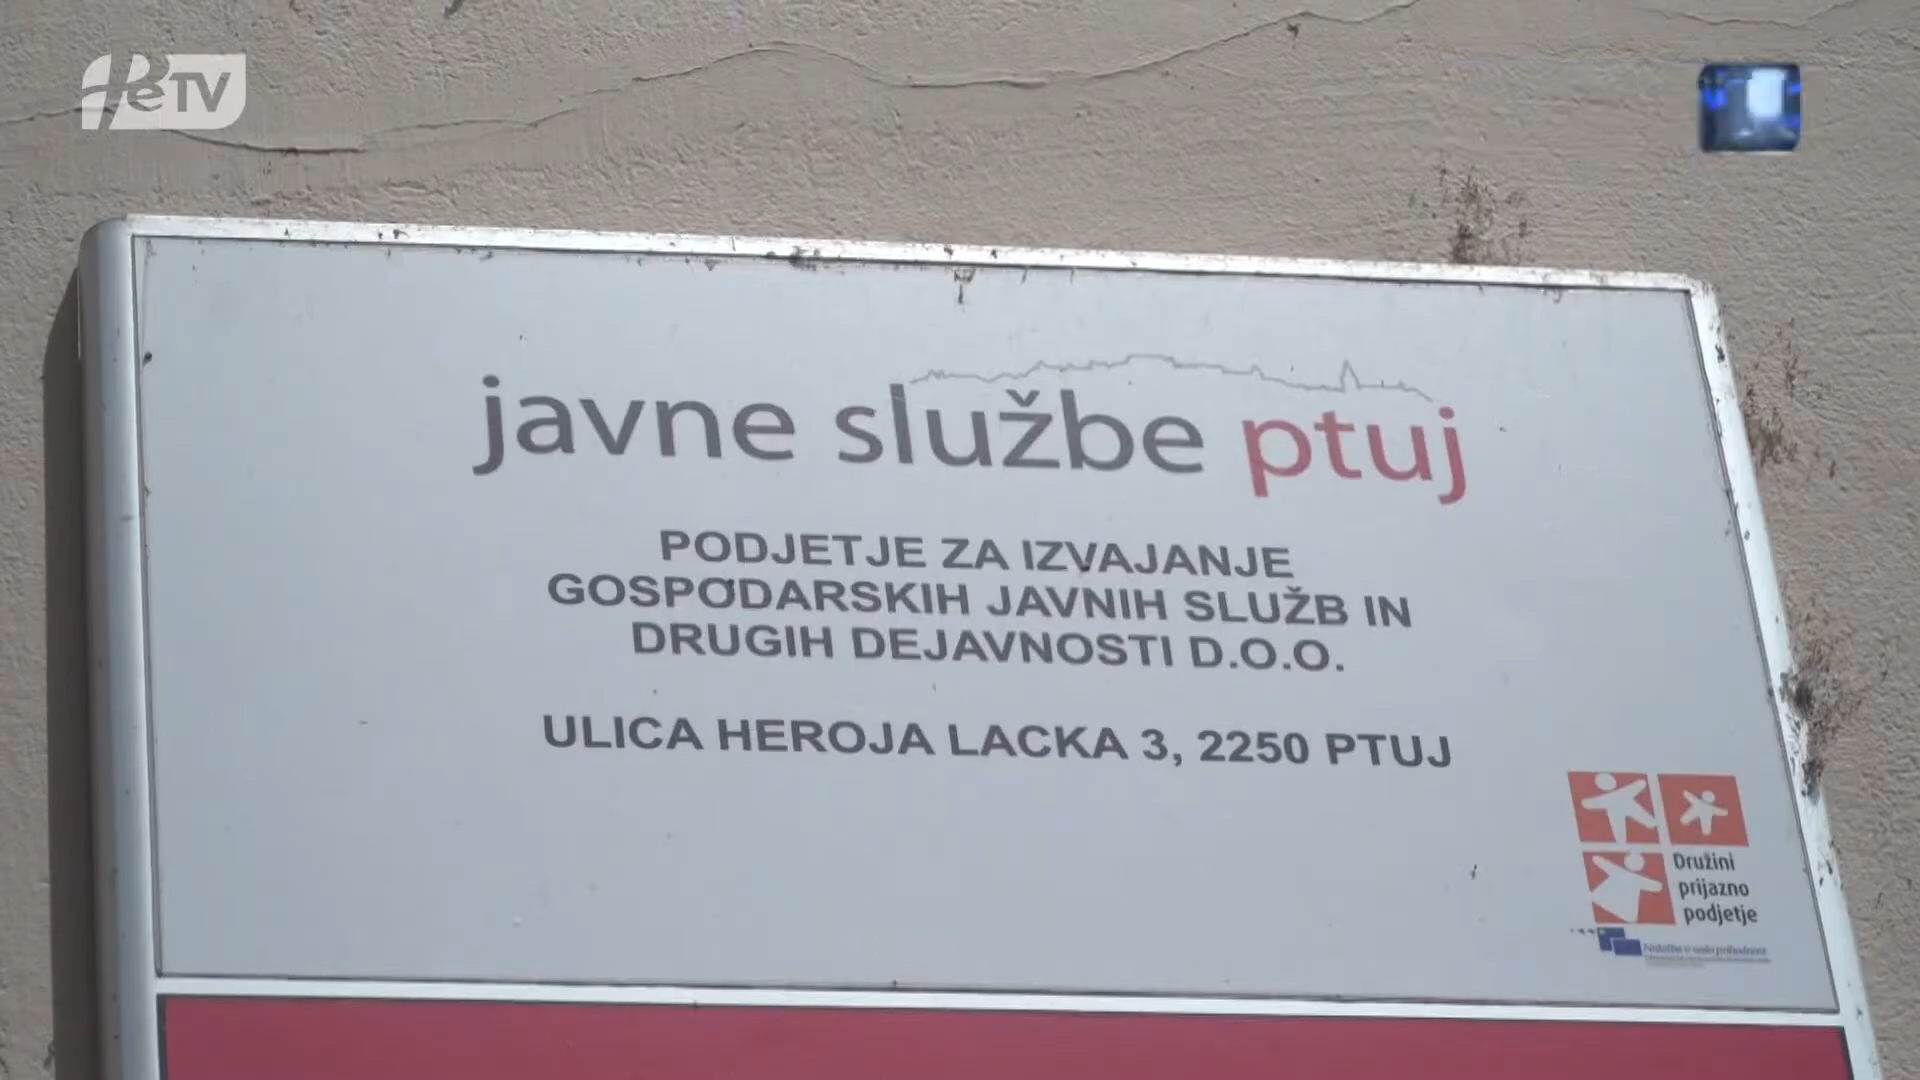 PeTV
javne službe ptuj
PODJETJE ZA IZVAJANJE
GOSPODARSKIH JAVNIH SLUŽB IN
DRUGIH DEJAVNOSTI D.O.O.
ULICA HEROJA LACKA 3, 2250 PTUJ
Družini
prijazno
podjetje